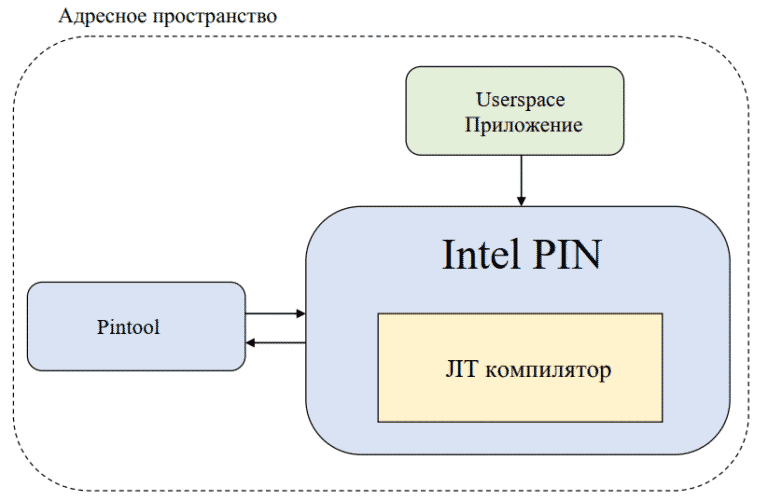 Адресное пространство
Userspace
Приложение
Intel PIN
Pintool
JIT компилятор